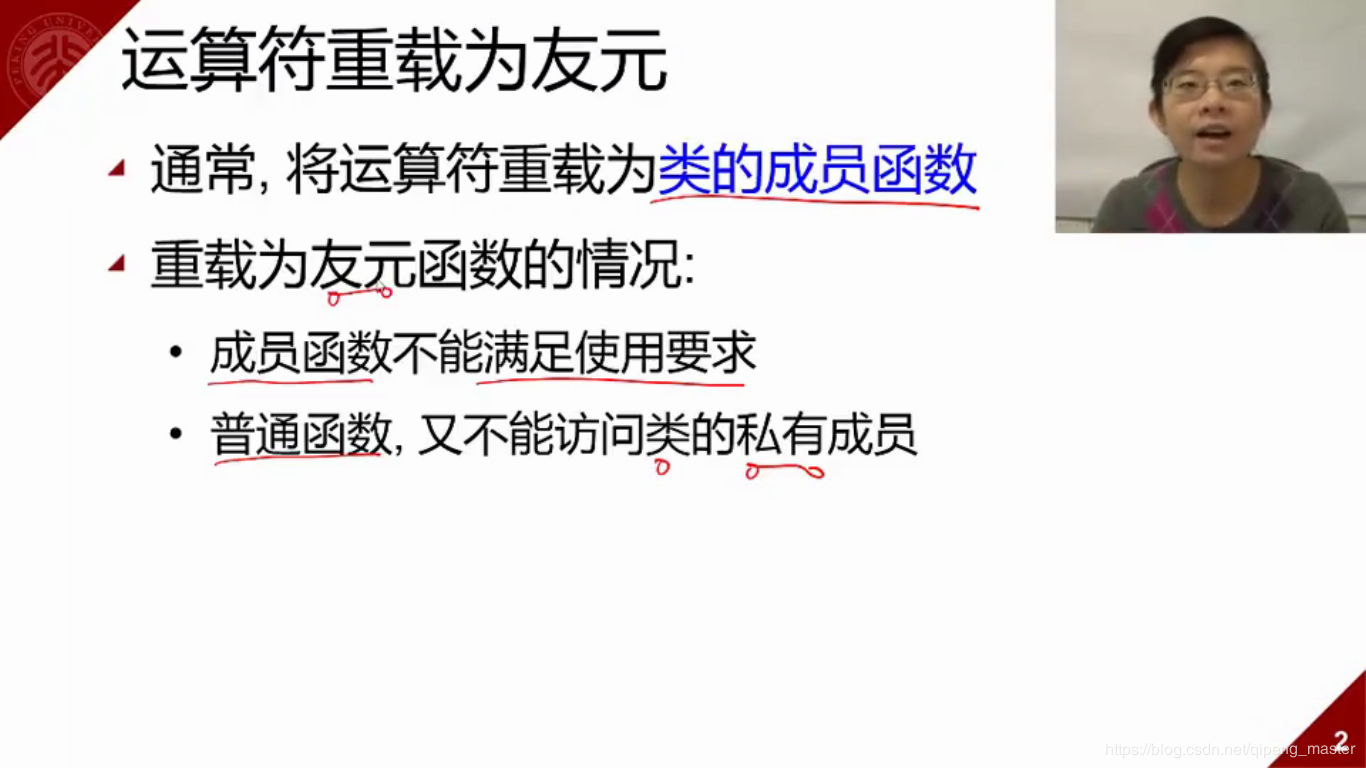 运算符重载为友元
通常, 将运算符重载为类的成员函数
重载为友元函数的情况:
• 成员函数不能满足使用要求
• 普通函数, 又不能访问类的私有成员
2
https://blog.csdn.net/qipang_master